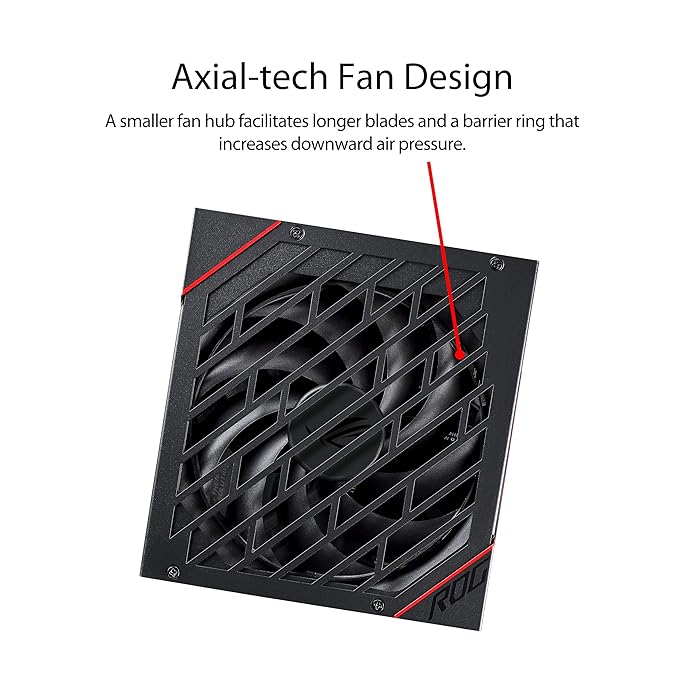 Axial-tech Fan Design
A smaller fan hub facilitates longer blades and a barrier ring that
increases downward air pressure.
ROG